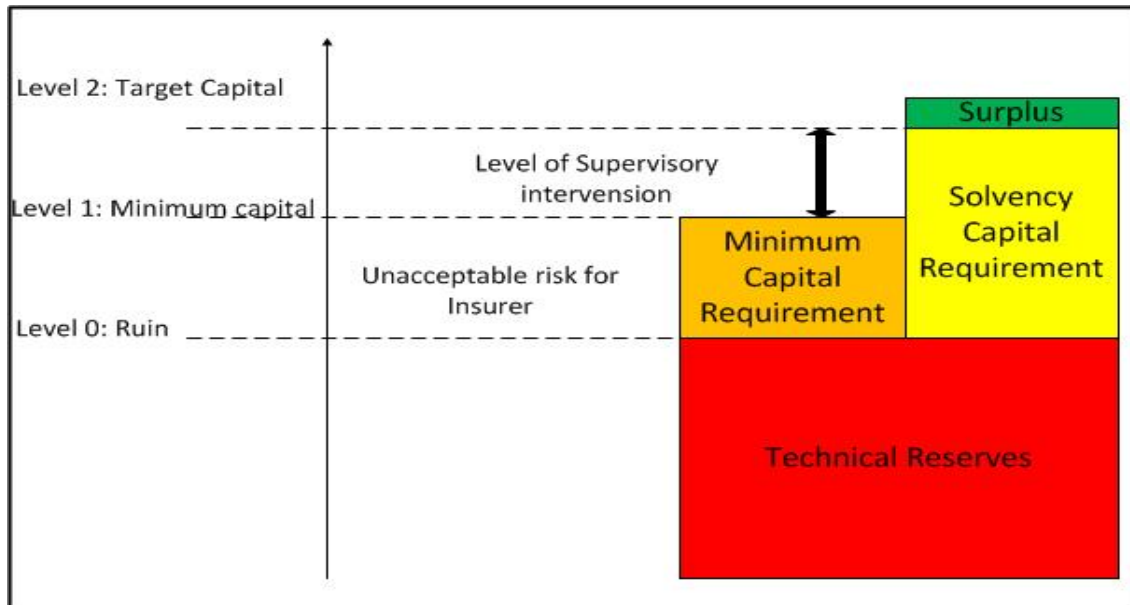 Level 2: Target Capital
Surplus
Level of Supervisory
intervension
Solvency
Capital
Requirement
Level 1: Minimum capital
Minimum
Capital
Requirement
Unacceptable risk for
Insurer
Level 0: Ruin
Technical Reserves